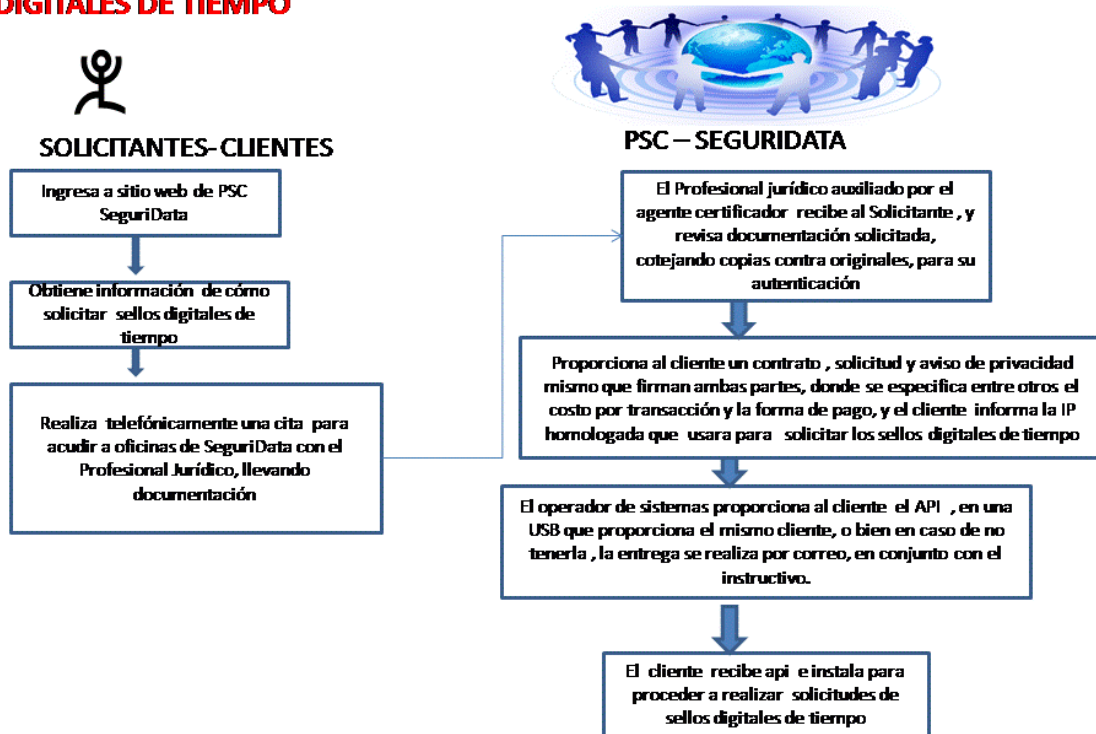 DIGITALES DE TIEMPO
SOLICITANTES- CLIENTES
Ingresa a sitio web de PSC
SeguriData
Obtiene información de cómo
solicitar sellos digitales de
tiempo
Realiza telefónicamente una cita para
acudir a oficinas de SeguriData con el
Profesional Jurídico, llevando
documentación
PSC – SEGURIDATA
El Profesional jurídico auxiliado por el
agente certificador recibe al Solicitante , y
revisa documentación solicitada,
cotejando copias contra originales, para su
autenticación
Proporciona al cliente un contrato , solicitud y aviso de privacidad
mismo que firman ambas partes, donde se especifica entre otros el
costo por transacción y la forma de pago, y el cliente informa la IP
homologada que usara para solicitar los sellos digitales de tiempo
El operador de sistemas proporciona al cliente el API , en una
USB que proporciona el mismo cliente, o bien en caso de no
tenerla , la entrega se realiza por correo, en conjunto con el
instructivo.
El cliente recibe api e instala para
proceder a realizar solicitudes de
sellos digitales de tiempo